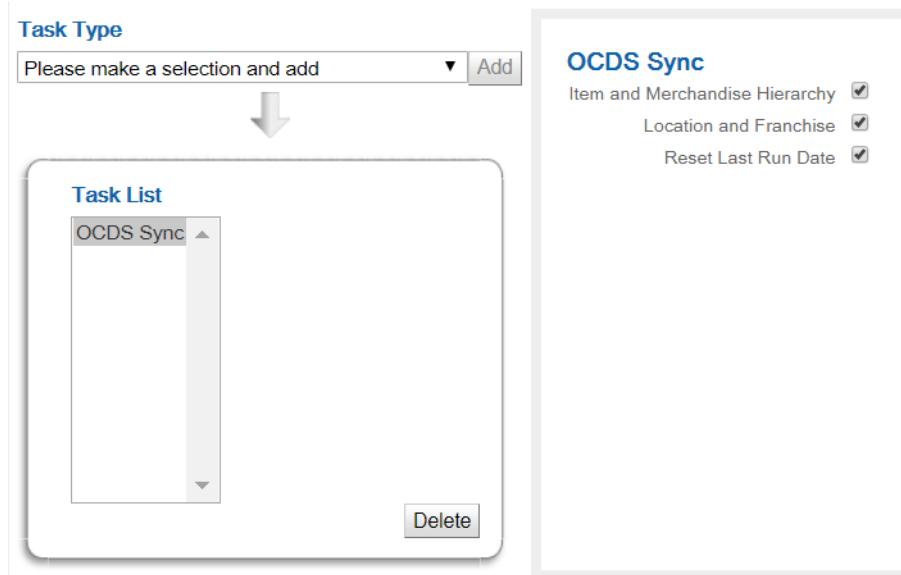 Task Type
Please make a selection and add
Add
Task List
OCDS Sync
Delete
OCDS Sync
Item and Merchandise Hierarchy
Location and Franchise
Reset Last Run Date